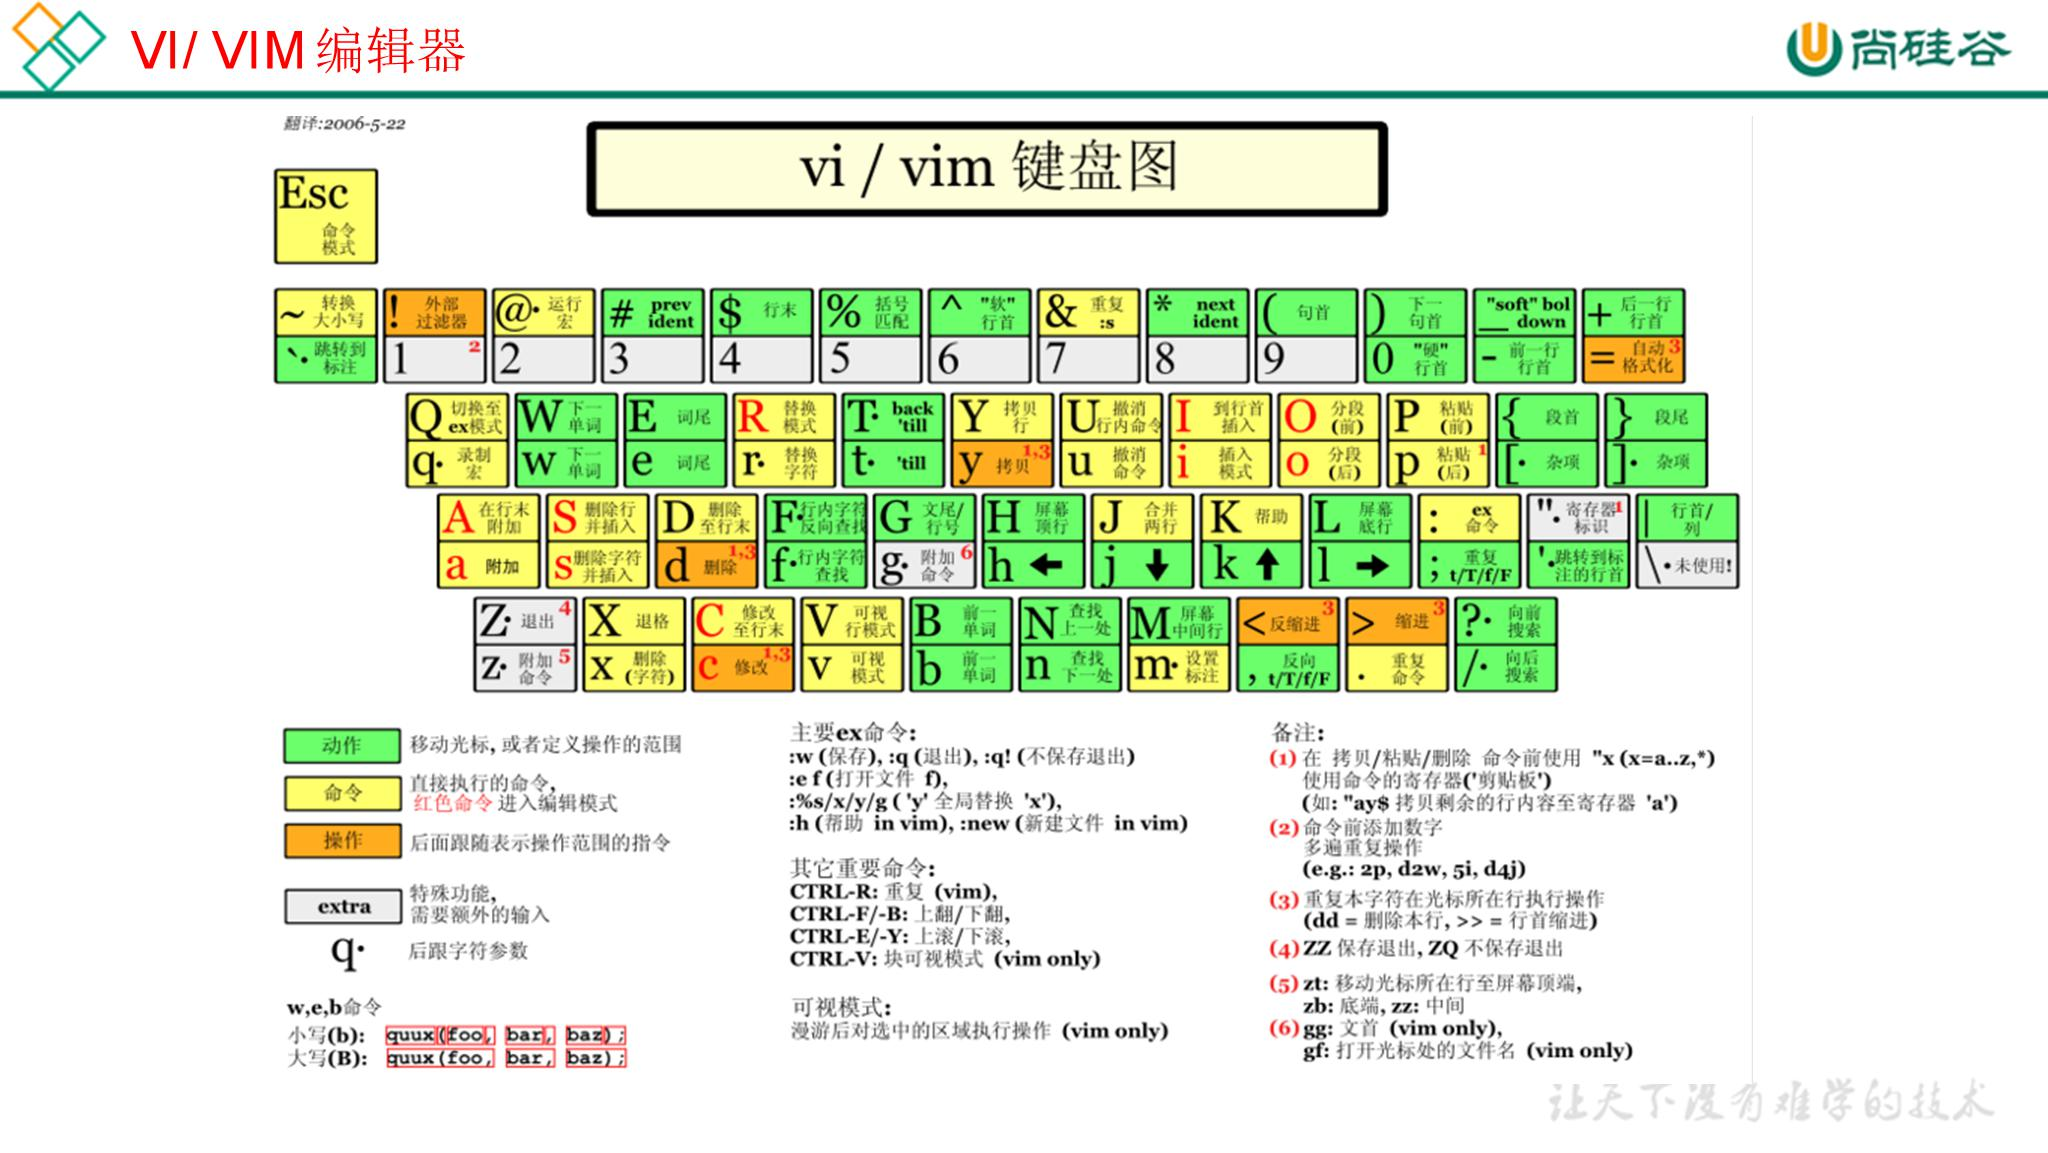 VI/ VIM 编辑器
尚硅谷
翻译:2006-5-22
vi / vim 键盘图
Esc
命令
模式
~ 转换
大小写
! 外部
过滤器
@· 运行
宏
# prev
ident
$ 行末
% 括号
匹配
^ "软"
行首
& 重复
:s
* next
ident
( 句首
) 下一
句首
"soft" bol
_ down
+ 后一行
行首
`· 跳转到
标注
1 2
2
3
4
5
6
7
8
9
0 "硬"
行首
- 前一行
行首
= 自动 3
格式化
Q 切换至
ex模式
W 下一
单词
E 词尾
R 替换
模式
T· back
'till
Y 拷贝
行
U 撤消
行内命令
I 到行首
插入
O 分段
(前)
P 粘贴
(前)
{ 段首
} 段尾
q· 录制
宏
w 下一
单词
e 词尾
r· 替换
字符
t· 'till
y 拷贝 1,3
u 撤消
命令
i 插入
模式
o 分段
(后)
p 粘贴 1
(后)
[· 杂项
]· 杂项
A 在行末
附加
S 删除行
并插入
D 删除
至行末
F· 行内字符
反向查找
G 文尾/
行号
H 屏幕
顶行
J 合并
两行
K 帮助
L 屏幕
底行
: ex
命令
"· 寄存器 1
标识
| 行首/
列
a 附加
s 删除字符
并插入
d 删除 1,3
f· 行内字符
查找
g· 附加 6
命令
h ←
j ↓
k ↑
l →
; 重复
t/T/f/F
'· 跳转到标
注的行首
\· 未使用!
Z· 退出 4
X 退格
C 修改
至行末
V 可视
行模式
B 前一
单词
N 查找
上一处
M 屏幕
中间行
< 反缩进 3
> 缩进 3
?· 向前
搜索
z· 附加 5
命令
x 删除
(字符)
c 修改 1,3
v 可视
模式
b 前一
单词
n 查找
下一处
m· 设置
标注
, 反向
t/T/f/F
. 重复
命令
/· 向后
搜索
动作 移动光标, 或者定义操作的范围
命令 直接执行的命令,
红色命令 进入编辑模式
操作 后面跟随表示操作范围的指令
extra 特殊功能,
需要额外的输入
q· 后跟字符参数
w,e,b命令
小写(b): quux(foo, bar, baz);
大写(B): quux(foo, bar, baz);
主要ex命令:
:w (保存), :q (退出), :q! (不保存退出)
:e f (打开文件 f),
:%s/x/y/g ( 'y' 全局替换 'x'),
:h (帮助 in vim), :new (新建文件 in vim)
其它重要命令:
CTRL-R: 重复 (vim),
CTRL-F/-B: 上翻/下翻,
CTRL-E/-Y: 上滚/下滚,
CTRL-V: 块可视模式 (vim only)
可视模式:
漫游后对选中的区域执行操作 (vim only)
备注:
(1) 在 拷贝/粘贴/删除 命令前使用 "x (x=a..z,*)
使用命令的寄存器('剪贴板')
(如: "ay$ 拷贝剩余的行内容至寄存器 'a')
(2) 命令前添加数字
多遍重复操作
(e.g.: 2p, d2w, 5i, d4j)
(3) 重复本字符在光标所在行执行操作
(dd = 删除本行, >> = 行首缩进)
(4) ZZ 保存退出, ZQ 不保存退出
(5) zt: 移动光标所在行至屏幕顶端,
zb: 底端, zz: 中间
(6) gg: 文首 (vim only),
gf: 打开光标处的文件名 (vim only)
让天下没有难学的技术